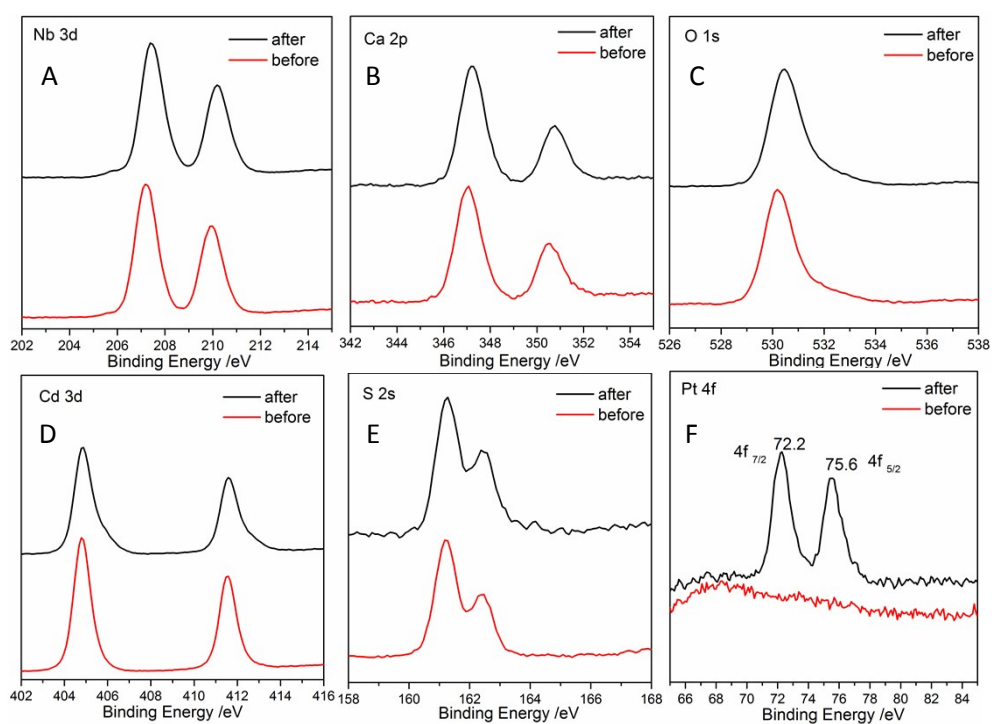 Nb 3d
after
before
A
202 204 206 208 210 212 214
Binding Energy /eV
Ca 2p
after
before
B
342 344 346 348 350 352 354
Binding Energy /eV
O 1s
after
before
C
526 528 530 532 534 536 538
Binding Energy /eV
Cd 3d
after
before
D
402 404 406 408 410 412 414 416
Binding Energy /eV
S 2s
after
before
E
158 160 162 164 166 168
Binding Energy /eV
Pt 4f
after
before
F
4f 7/2 72.2
75.6 4f 5/2
66 68 70 72 74 76 78 80 82 84
Binding Energy /eV